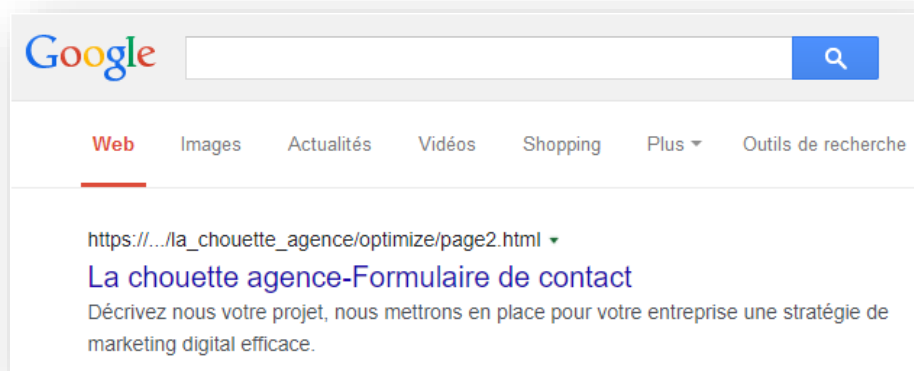 Google
Web Images Actualités Vidéos Shopping Plus Outils de recherche
https://.../la_chouette_agence/optimize/page2.html
La chouette agence-Formulaire de contact
Décrivez nous votre projet, nous mettrons en place pour votre entreprise une stratégie de
marketing digital efficace.